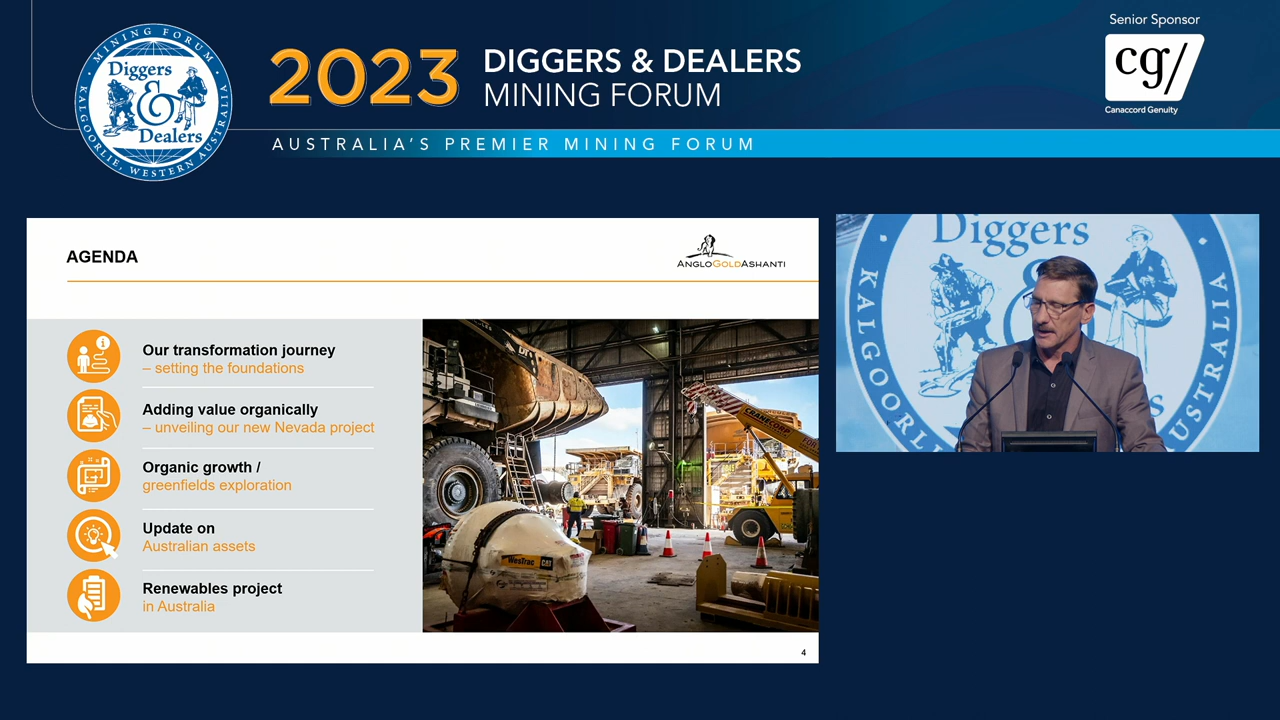 Senior Sponsor
cg/
Canaccord Genuity
MINING FORUM
Diggers
&
Dealers
KALGOORLIE, WESTERN AUSTRALIA
2023
DIGGERS & DEALERS
MINING FORUM
AUSTRALIA'S PREMIER MINING FORUM
AGENDA
ANGLOGOLDASHANTI
Our transformation journey
– setting the foundations
Adding value organically
– unveiling our new Nevada project
Organic growth /
greenfields exploration
Update on
Australian assets
Renewables project
in Australia
WesTrac CAT
4
Diggers
&
KALGOORL
AUSTRALIA